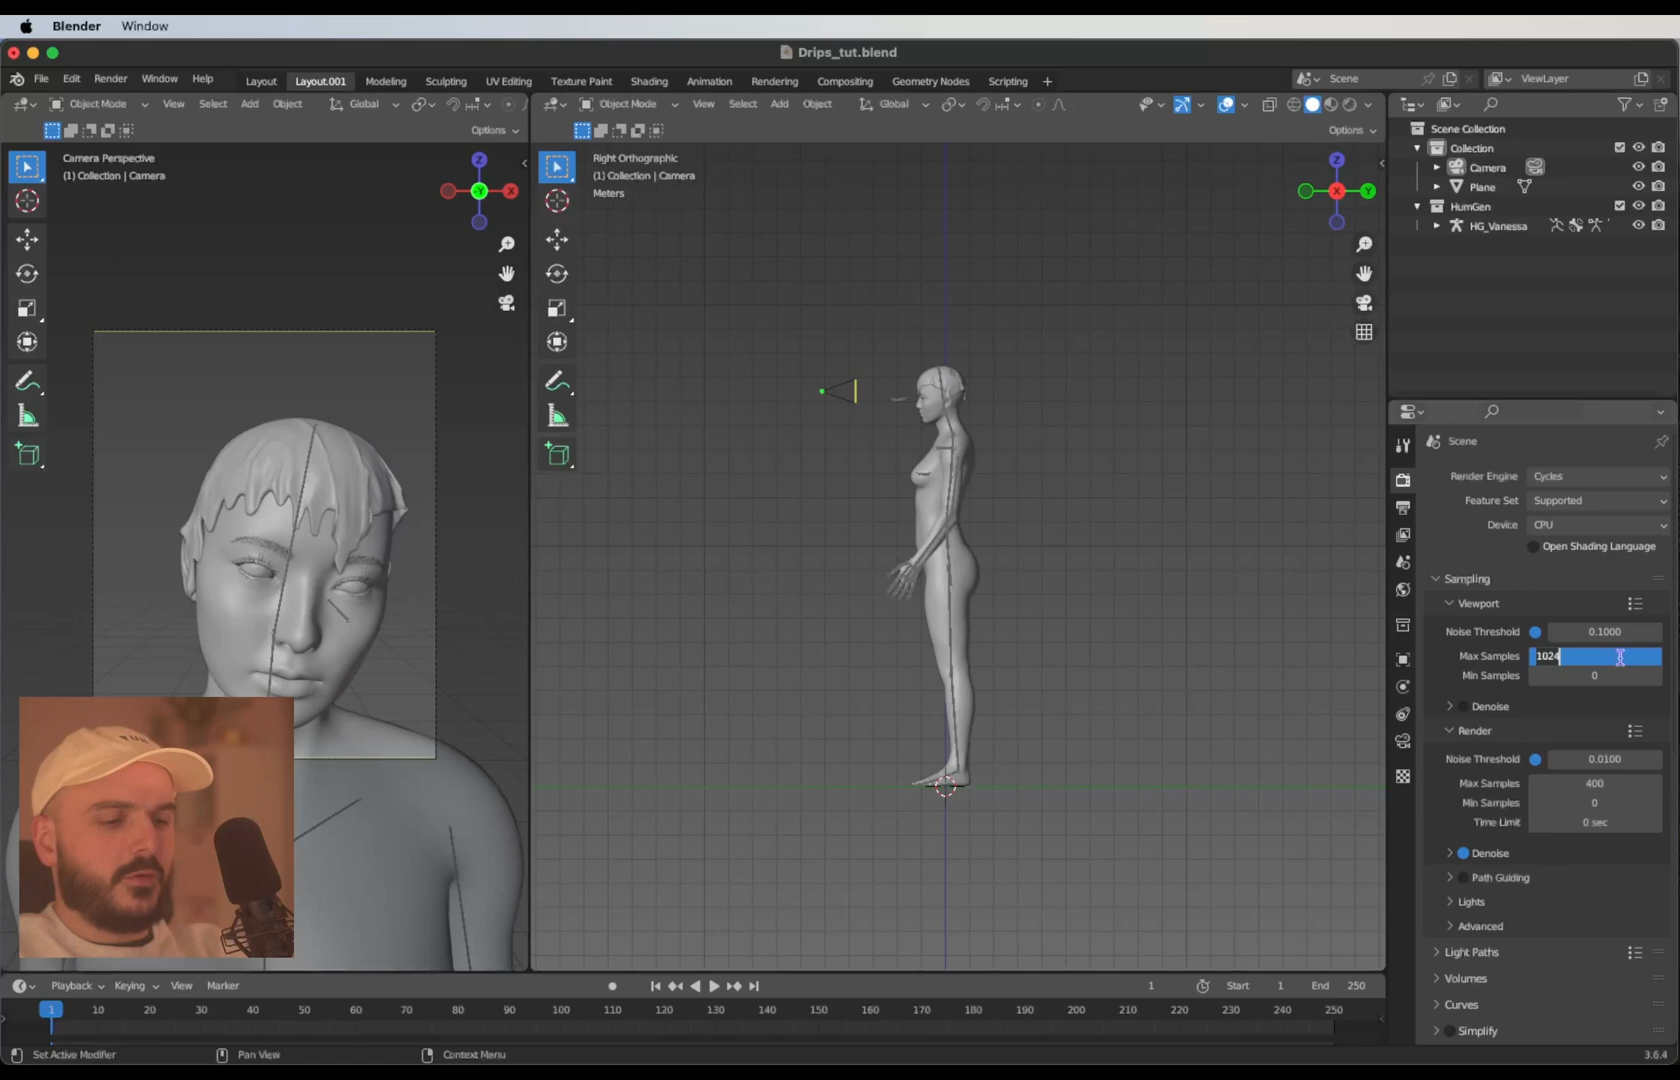 Blender Window
Drips_tut.blend
File Edit Render Window Help Layout Layout.001 Modeling Sculpting UV Editing Texture Paint Shading Animation Rendering Compositing Geometry Nodes Scripting + Scene ViewLayer
Object Mode View Select Add Object Global
Object Mode View Select Add Object Global
Options
Options
Camera Perspective
(1) Collection | Camera
Z
X
-Y
Right Orthographic
(1) Collection | Camera
Meters
Z
X
Y
Scene Collection
Collection
Camera
Plane
HumGen
HG_Vanessa
Scene
Render Engine Cycles
Feature Set Supported
Device CPU
Open Shading Language
Sampling
Viewport
Noise Threshold 0.1000
Max Samples 1024
Min Samples 0
Denoise
Render
Noise Threshold 0.0100
Max Samples 400
Min Samples 0
Time Limit 0 sec
Denoise
Path Guiding
Lights
Advanced
Light Paths
Volumes
Curves
Simplify
Playback Keying View Marker 1 Start 1 End 250
1 10 20 30 40 50 60 70 80 90 100 110 120 130 140 150 160 170 180 190 200 210 220 230 240 250
Set Active Modifier Pan View Context Menu 3.6.4